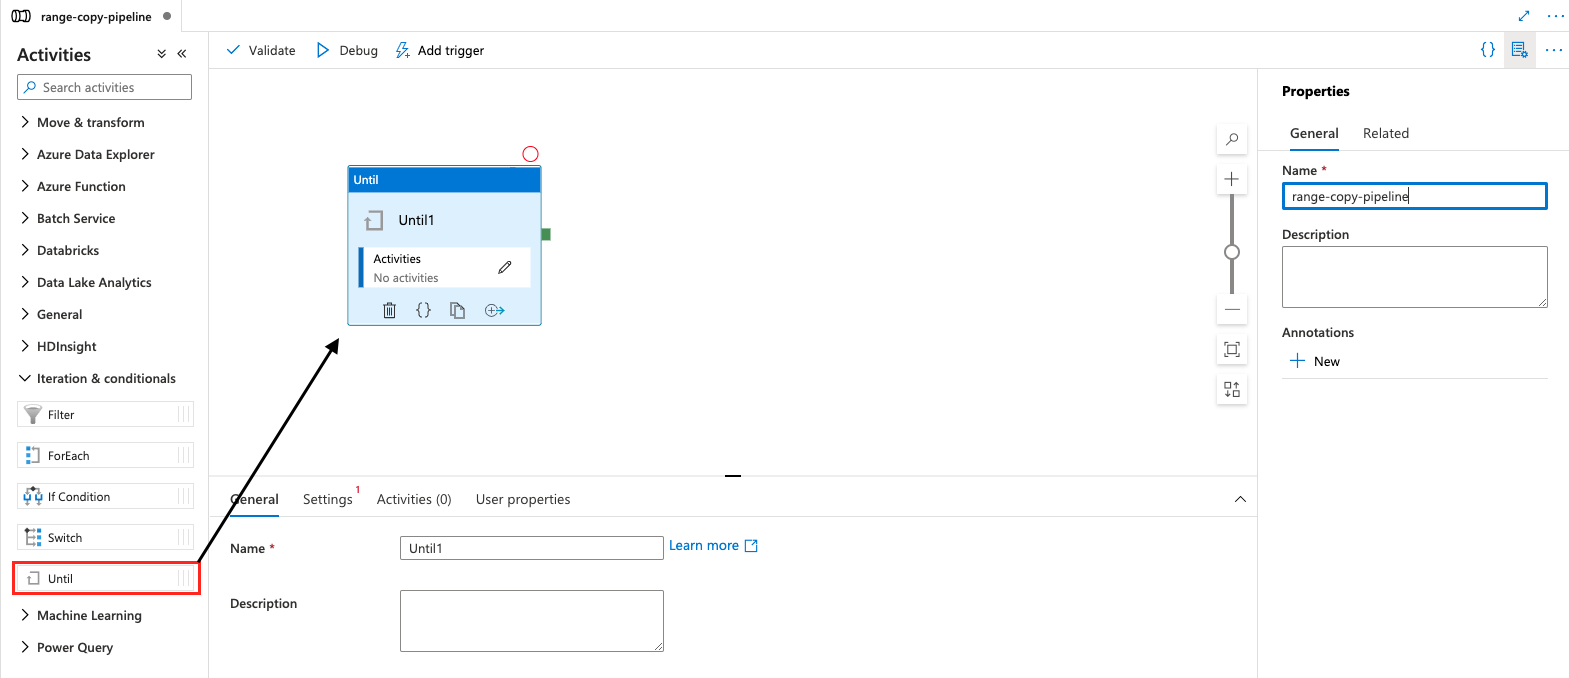 range-copy-pipeline
Activities
Search activities
Move & transform
Azure Data Explorer
Azure Function
Batch Service
Databricks
Data Lake Analytics
General
HDInsight
Iteration & conditionals
Filter
ForEach
If Condition
Switch
Until
Machine Learning
Power Query
Validate
Debug
Add trigger
Until
Until1
Activities
No activities
General
Settings 1
Activities (0)
User properties
Name *
Until1
Learn more
Description
Properties
General
Related
Name *
range-copy-pipeline
Description
Annotations
New